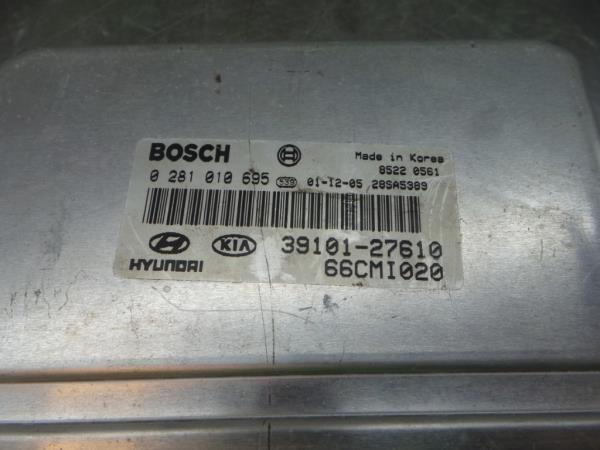 BOSCH
Made in Korea
8522 0561
0 281 010 695 538 01-12-05 28SA5389
HYUNDAI
KIA
39101-27610
66CMI020